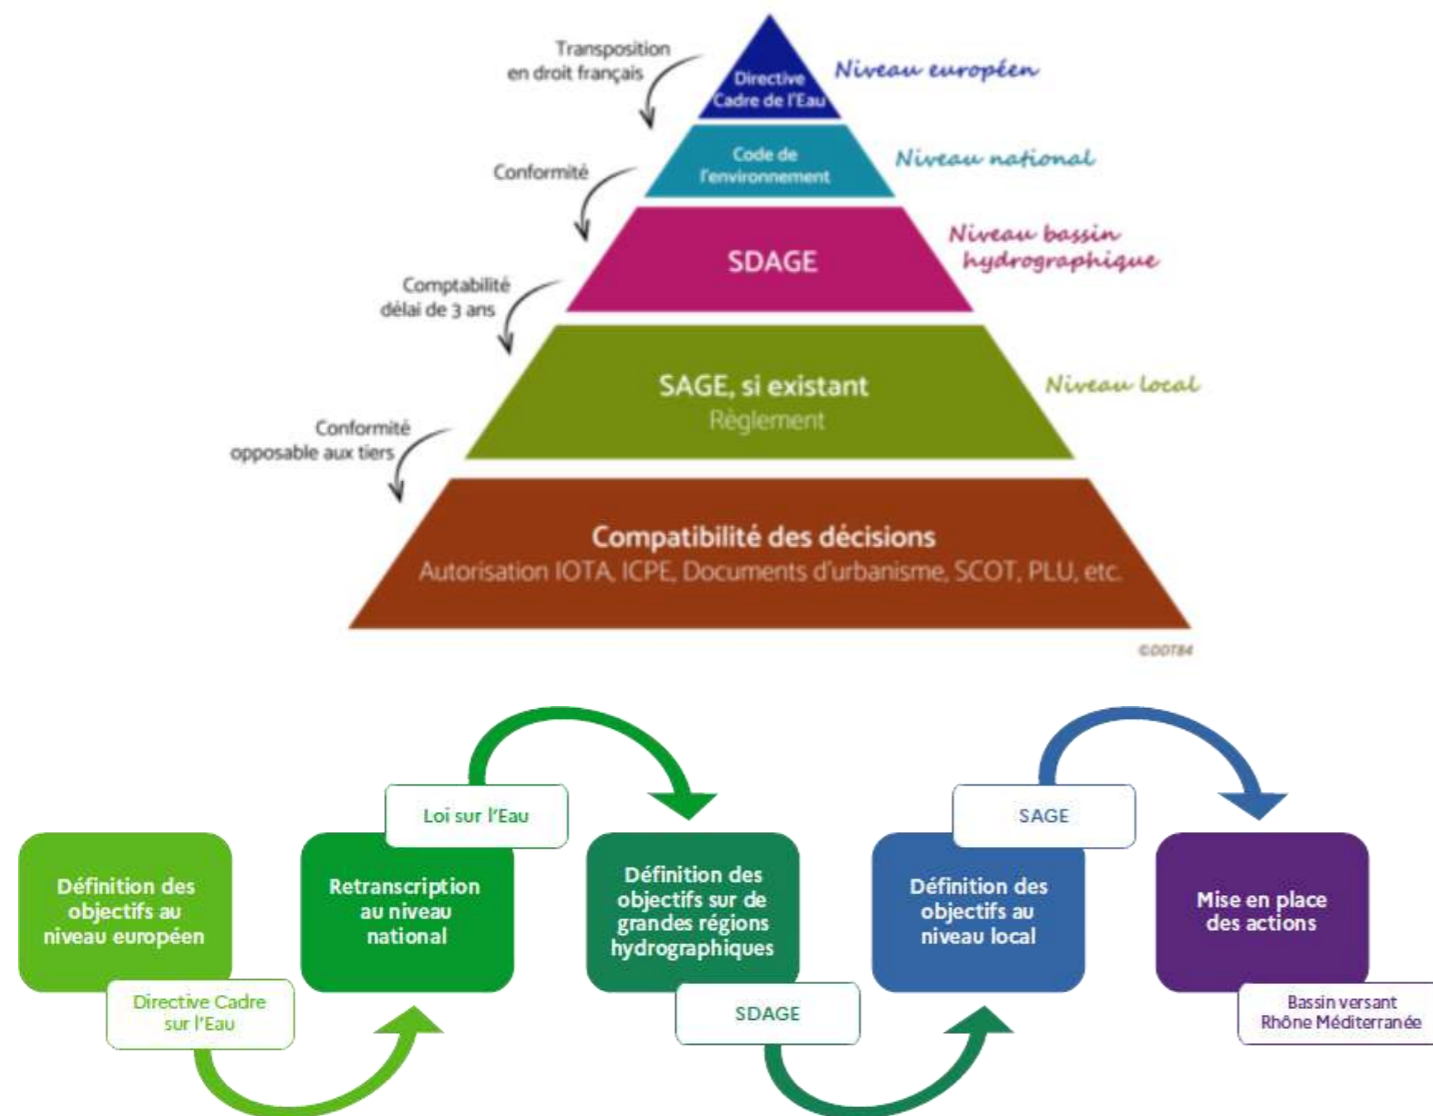 Transposition
en droit français
Directive
Cadre de l'Eau
Niveau européen
Conformité
Code de
l'environnement
Niveau national
SDAGE
Niveau bassin
hydrographique
Comptabilité
délai de 3 ans
SAGE, si existant
Règlement
Niveau local
Conformité
opposable aux tiers
Compatibilité des décisions
Autorisation IOTA, ICPE, Documents d'urbanisme, SCOT, PLU, etc.
©DDT84
Définition des
objectifs au
niveau européen
Directive Cadre
sur l'Eau
Retranscription
au niveau
national
Loi sur l'Eau
Définition des
objectifs sur de
grandes régions
hydrographiques
SDAGE
Définition des
objectifs au
niveau local
SAGE
Mise en place
des actions
Bassin versant
Rhône Méditerranée